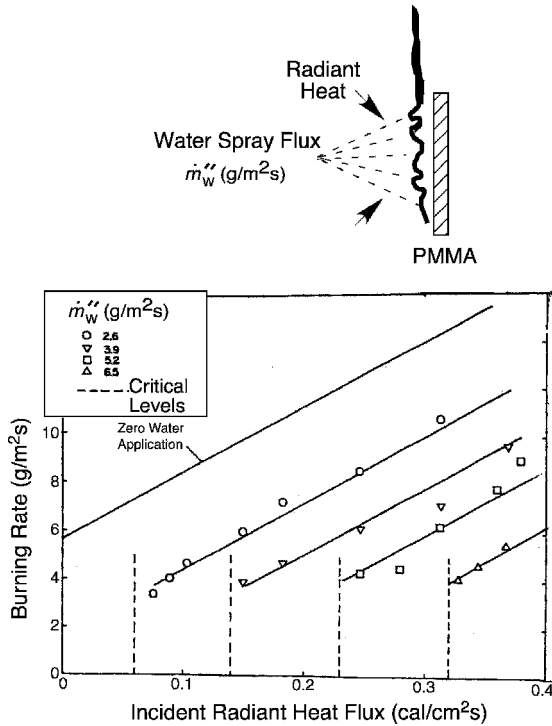 Radiant
Heat
Water Spray Flux
ṁ″w (g/m²s)
PMMA
ṁ″w (g/m²s)
2.6
3.9
5.2
6.5
Critical
Levels
Zero Water
Application
10
8
6
4
2
0
Burning Rate (g/m²s)
0
0.1
0.2
0.3
0.4
Incident Radiant Heat Flux (cal/cm²s)